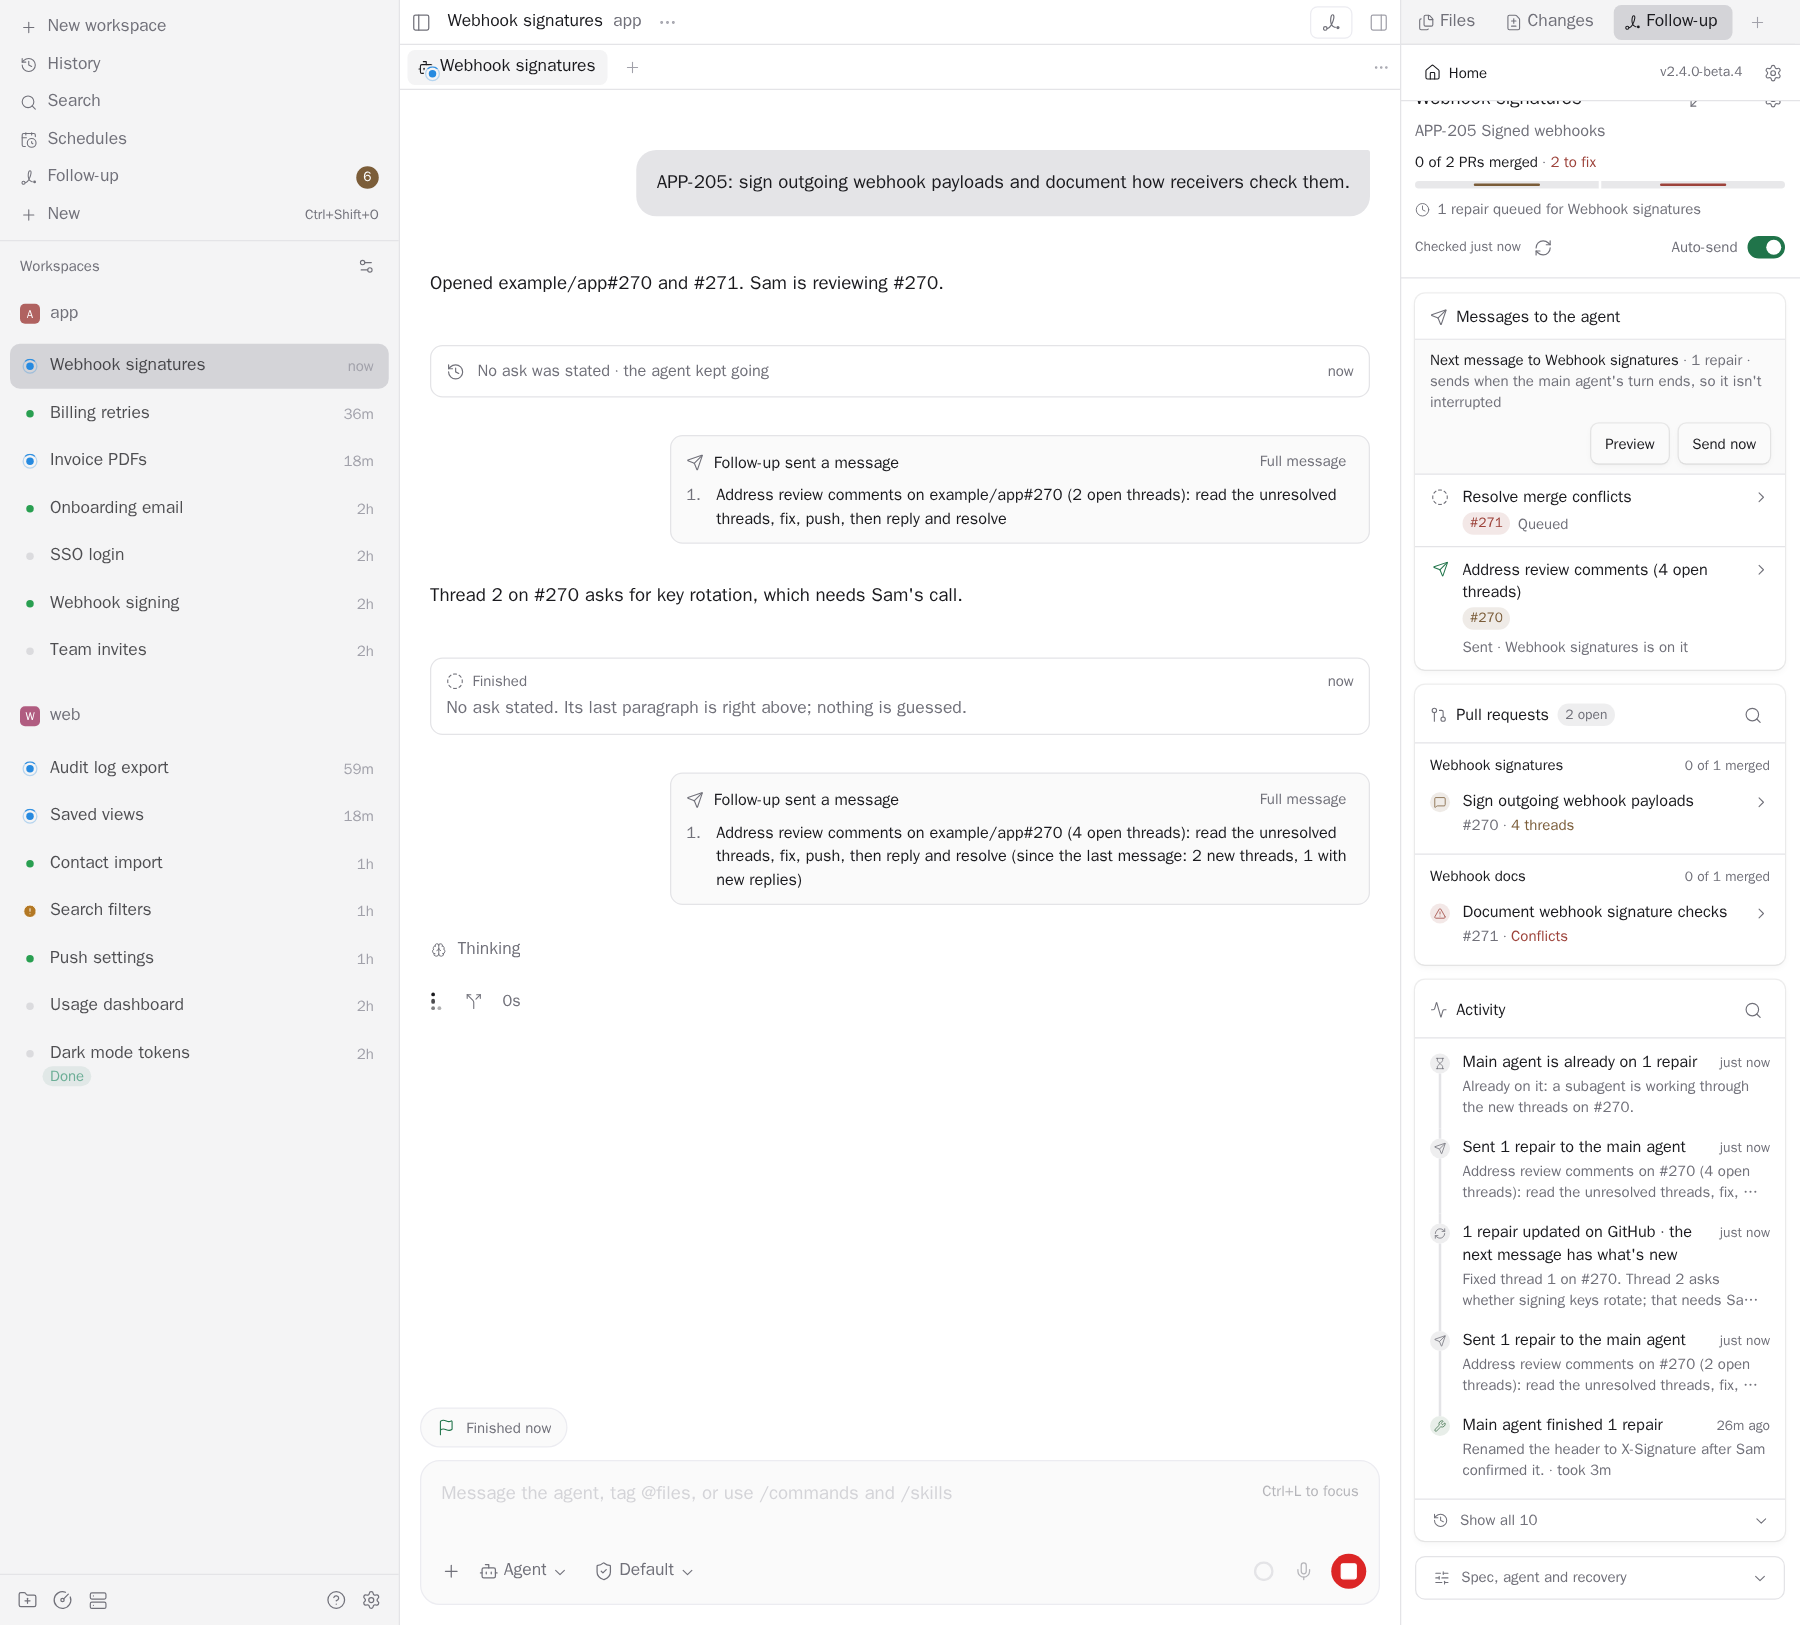 New workspace
History
Search
Schedules
Follow-up 6
New Ctrl+Shift+O
Workspaces
A app
Webhook signatures now
Billing retries 36m
Invoice PDFs 18m
Onboarding email 2h
SSO login 2h
Webhook signing 2h
Team invites 2h
W web
Audit log export 59m
Saved views 18m
Contact import 1h
Search filters 1h
Push settings 1h
Usage dashboard 2h
Dark mode tokens 2h
Done
Webhook signatures app
Webhook signatures
APP-205: sign outgoing webhook payloads and document how receivers check them.
Opened example/app#270 and #271. Sam is reviewing #270.
No ask was stated · the agent kept going now
Follow-up sent a message Full message
1. Address review comments on example/app#270 (2 open threads): read the unresolved
threads, fix, push, then reply and resolve
Thread 2 on #270 asks for key rotation, which needs Sam's call.
Finished now
No ask stated. Its last paragraph is right above; nothing is guessed.
Follow-up sent a message Full message
1. Address review comments on example/app#270 (4 open threads): read the unresolved
threads, fix, push, then reply and resolve (since the last message: 2 new threads, 1 with
new replies)
Thinking
0s
Finished now
Message the agent, tag @files, or use /commands and /skills Ctrl+L to focus
Agent Default
Files Changes Follow-up
Home v2.4.0-beta.4
Webhook signatures
APP-205 Signed webhooks
0 of 2 PRs merged · 2 to fix
1 repair queued for Webhook signatures
Checked just now Auto-send
Messages to the agent
Next message to Webhook signatures · 1 repair ·
sends when the main agent's turn ends, so it isn't
interrupted
Preview Send now
Resolve merge conflicts
#271 Queued
Address review comments (4 open
threads)
#270
Sent · Webhook signatures is on it
Pull requests 2 open
Webhook signatures 0 of 1 merged
Sign outgoing webhook payloads
#270 · 4 threads
Webhook docs 0 of 1 merged
Document webhook signature checks
#271 · Conflicts
Activity
Main agent is already on 1 repair just now
Already on it: a subagent is working through
the new threads on #270.
Sent 1 repair to the main agent just now
Address review comments on #270 (4 open
threads): read the unresolved threads, fix, ···
1 repair updated on GitHub · the just now
next message has what's new
Fixed thread 1 on #270. Thread 2 asks
whether signing keys rotate; that needs Sa···
Sent 1 repair to the main agent just now
Address review comments on #270 (2 open
threads): read the unresolved threads, fix, ···
Main agent finished 1 repair 26m ago
Renamed the header to X-Signature after Sam
confirmed it. · took 3m
Show all 10
Spec, agent and recovery